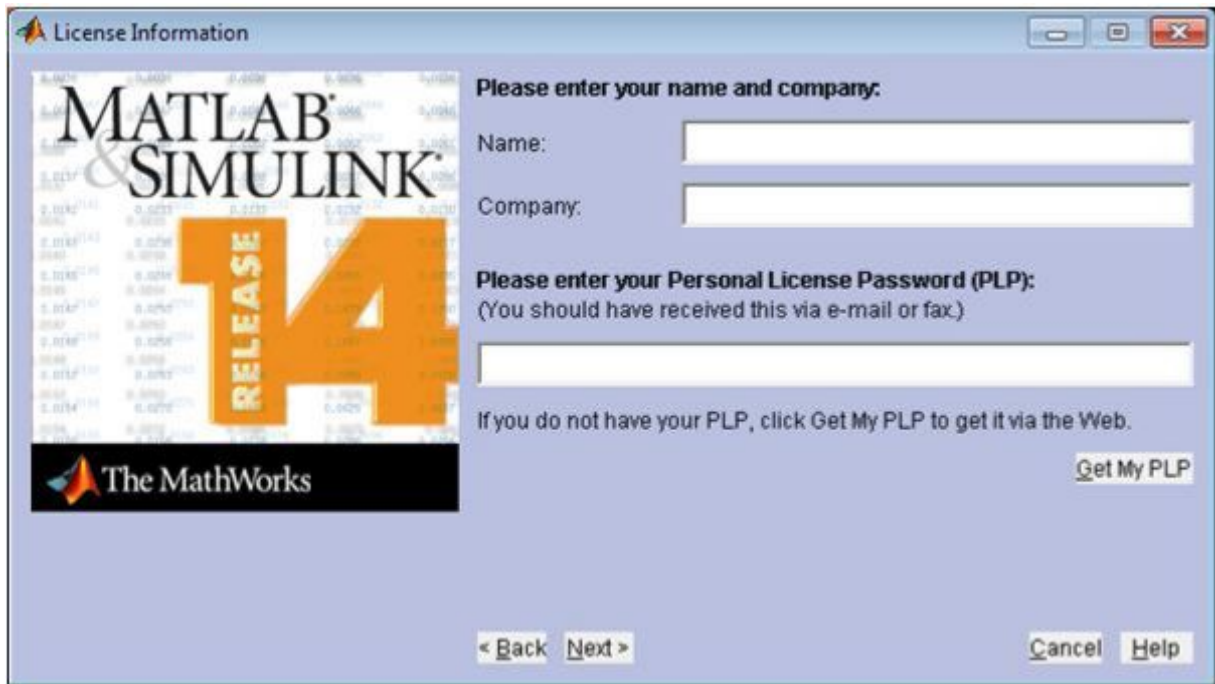 License Information
MATLAB®
& SIMULINK®
RELEASE
14
The MathWorks
Please enter your name and company:
Name:
Company:
Please enter your Personal License Password (PLP):
(You should have received this via e-mail or fax.)
If you do not have your PLP, click Get My PLP to get it via the Web.
Get My PLP
< Back Next >
Cancel Help